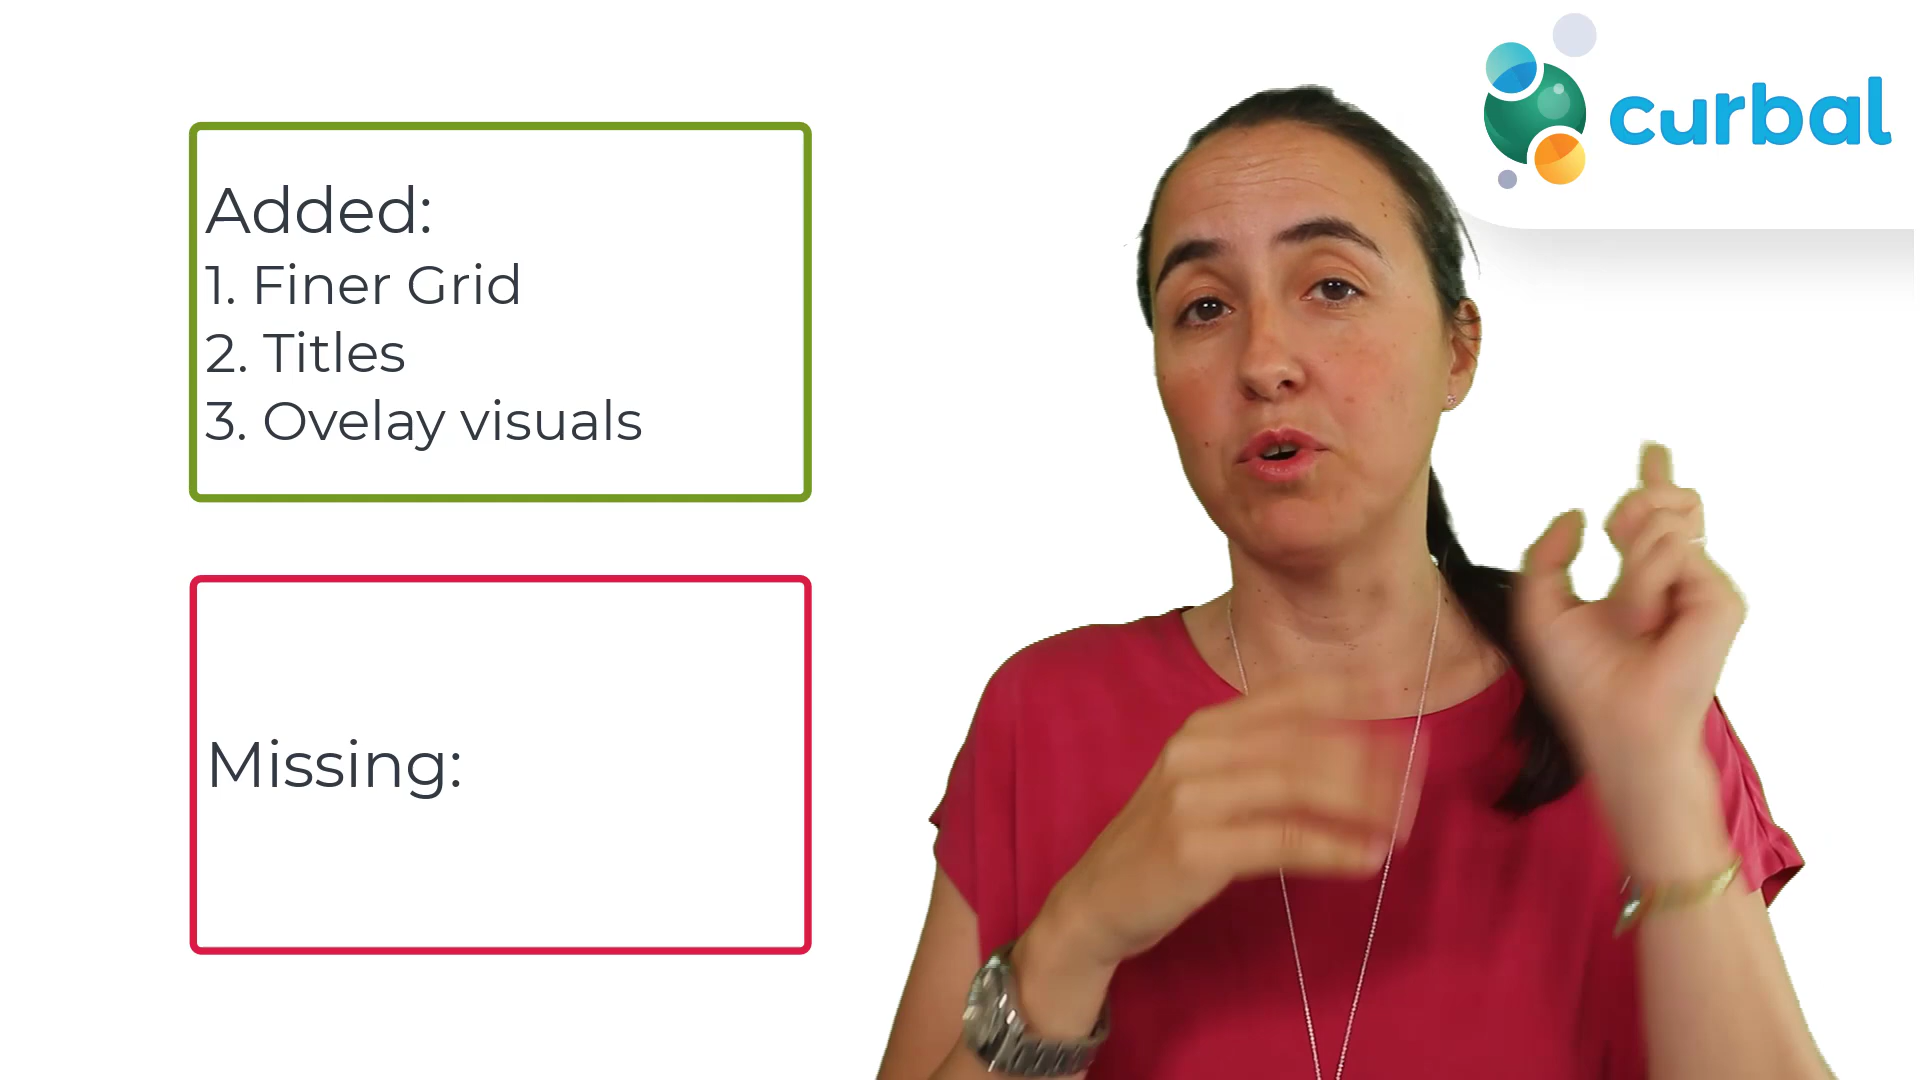 curbal
Added:
1. Finer Grid
2. Titles
3. Ovelay visuals
Missing: